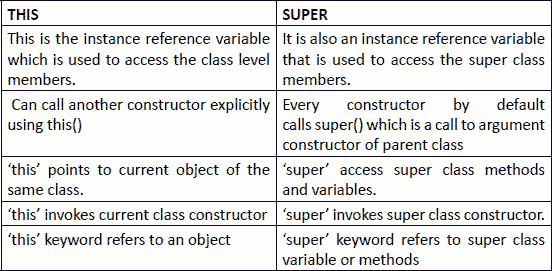 THIS
SUPER
This is the instance reference variable
which is used to access the class level
members.
It is also an instance reference variable
that is used to access the super class
members.
Can call another constructor explicitly
using this()
Every constructor by default
calls super() which is a call to argument
constructor of parent class
‘this’ points to current object of the
same class.
‘super’ access super class methods
and variables.
‘this’ invokes current class constructor
‘super’ invokes super class constructor.
‘this’ keyword refers to an object
‘super’ keyword refers to super class
variable or methods